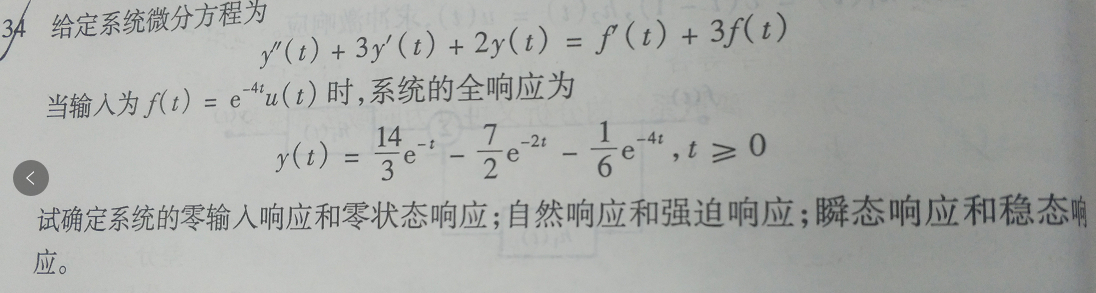 34 给定系统微分方程为
y″(t) + 3y′(t) + 2y(t) = f′(t) + 3f(t)
当输入为 f(t) = e^{-4t}u(t) 时,系统的全响应为
y(t) = \frac{14}{3}e^{-t} - \frac{7}{2}e^{-2t} - \frac{1}{6}e^{-4t}, t ⩾ 0
试确定系统的零输入响应和零状态响应;自然响应和强迫响应;瞬态响应和稳态响
应。